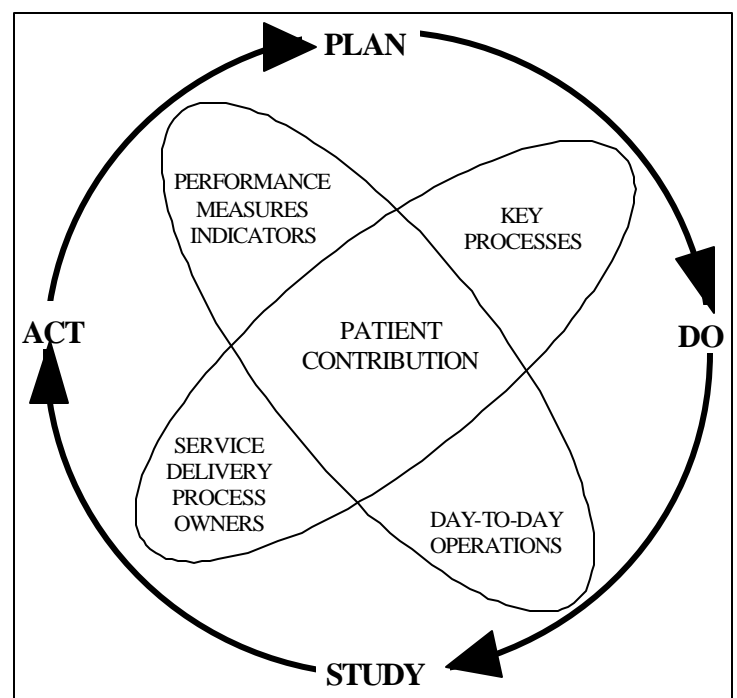 PLAN
PERFORMANCE
MEASURES
INDICATORS
KEY
PROCESSES
ACT
PATIENT
CONTRIBUTION
DO
SERVICE
DELIVERY
PROCESS
OWNERS
DAY-TO-DAY
OPERATIONS
STUDY